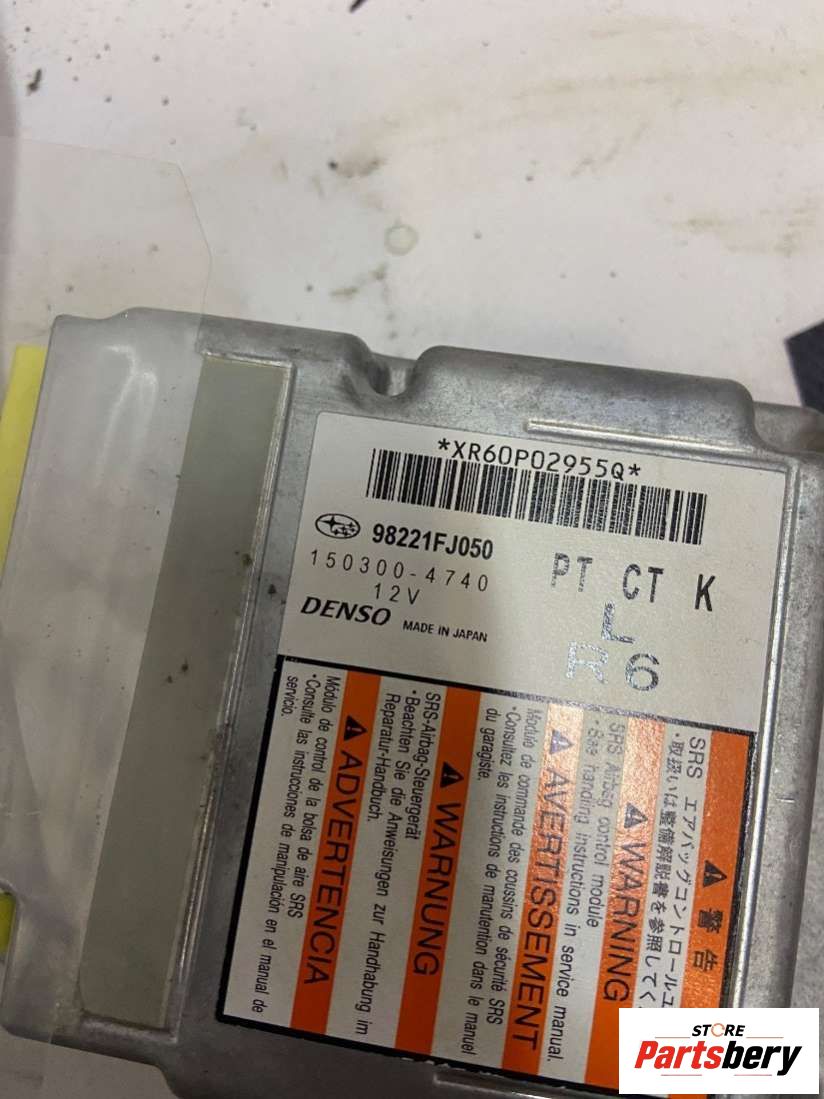 *XR60P02955Q*
98221FJ050
150300-4740
12V
DENSO MADE IN JAPAN
PT CT K
J6
R
SRS エアバッグコントロールユ
・取扱いは整備解説書を参照してく
警告
SRS Airbag control module
• See handling instructions in service manual.
WARNING
Module de commande des coussins de sécurité SRS
• Consultez les instructions de manutention dans le manuel
du garagiste.
AVERTISSEMENT
SRS-Airbag-Steuergerät
• Beachten Sie die Anweisungen zur Handhabung im
Reparatur-Handbuch.
WARNUNG
Módulo de control de la bolsa de aire SRS
• Consulte las instrucciones de manipulación en el manual de
servicio.
ADVERTENCIA
STORE
Partsbery